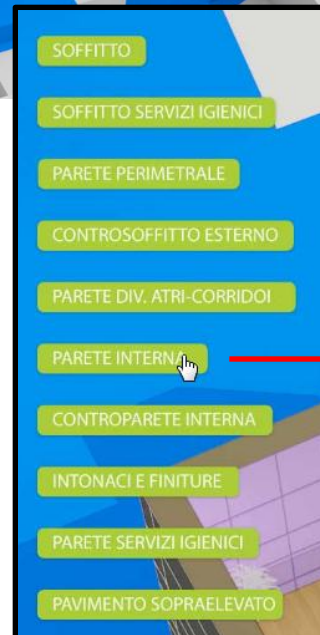 SOFFITTO
SOFFITTO SERVIZI IGIENICI
PARETE PERIMETRALE
CONTROSOFFITTO ESTERNO
PARETE DIV. ATRI-CORRIDOI
PARETE INTERNA
CONTROPARETE INTERNA
INTONACI E FINITURE
PARETE SERVIZI IGIENICI
PAVIMENTO SOPRAELEVATO